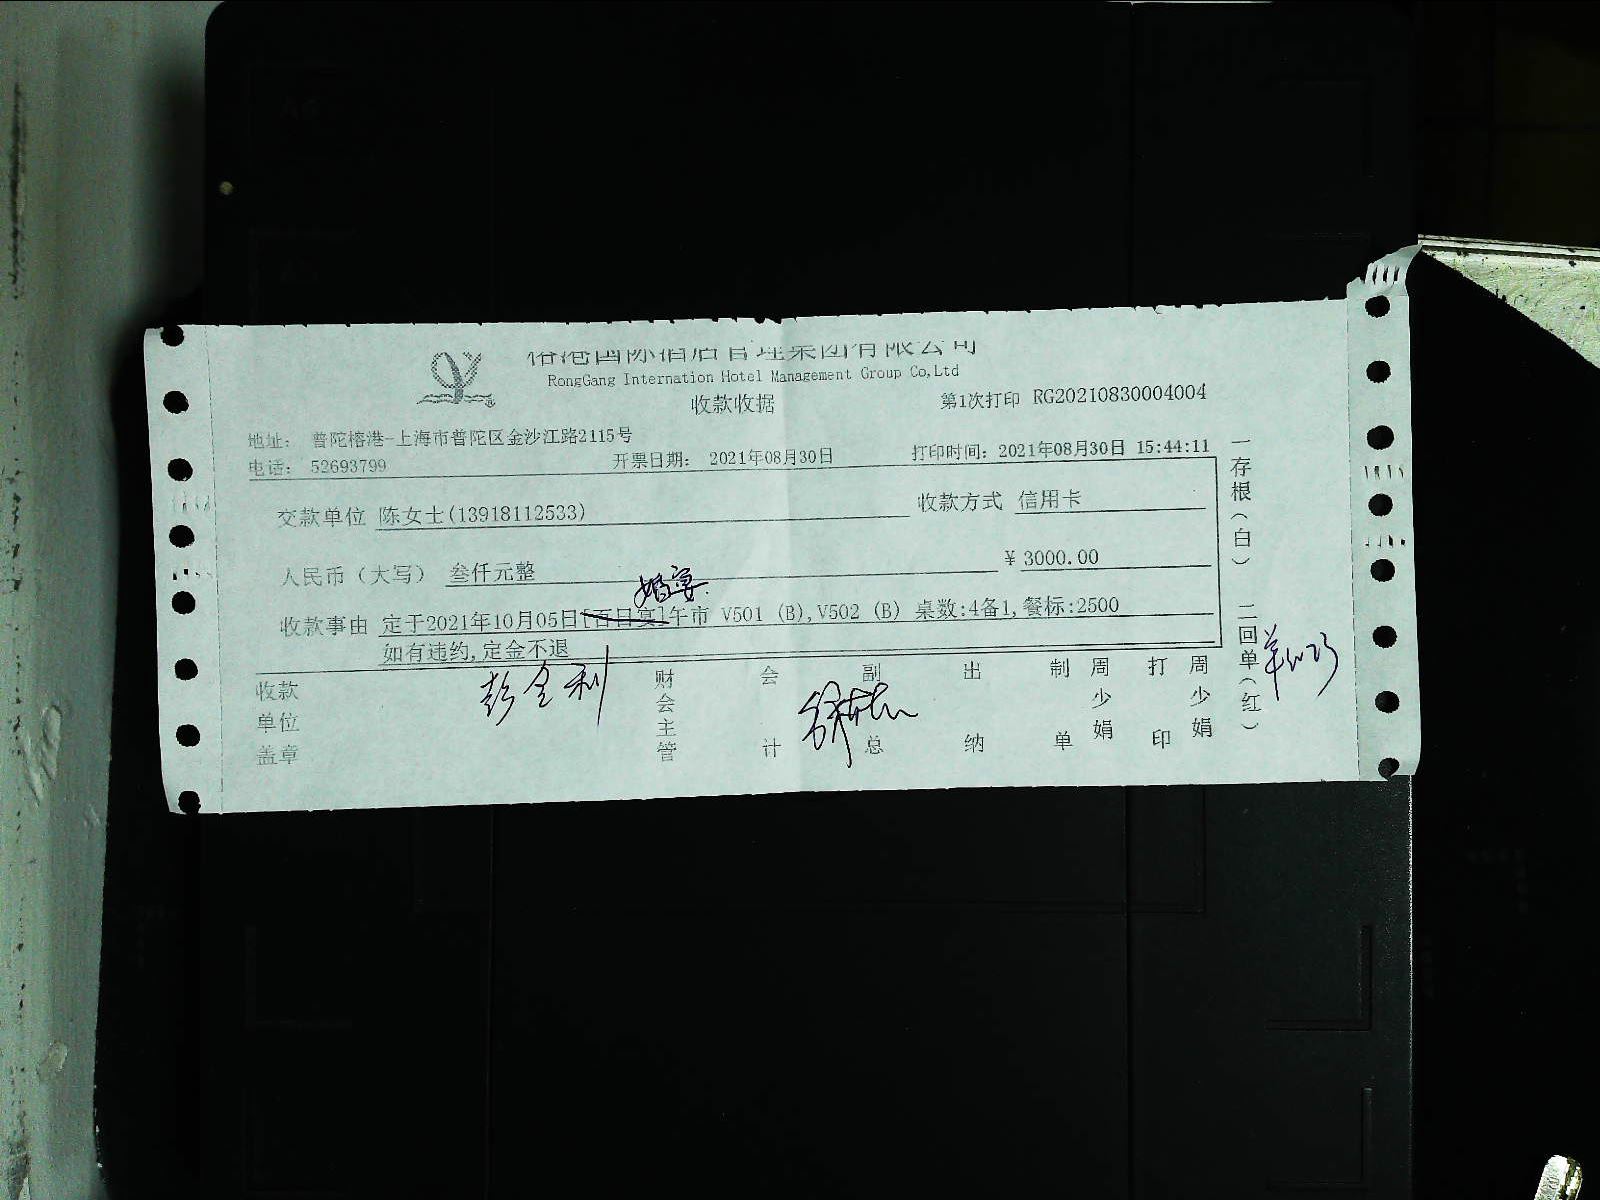 榕港国际酒店管理集团有限公司
RongGang Internation Hotel Management Group Co,Ltd
收款收据
第1次打印 RG20210830004004
地址： 普陀榕港-上海市普陀区金沙江路2115号
电话： 52693799
开票日期： 2021年08月30日
打印时间：2021年08月30日 15:44:11
交款单位 陈女士(13918112533)
收款方式 信用卡
人民币（大写） 叁仟元整
￥3000.00
婚宴.
收款事由 定于2021年10月05日[百日宴]午市 V501 (B),V502 (B) 桌数:4备1,餐标:2500
如有违约,定金不退
收款单位盖章
彭全利
财会主管
会计
副总
出纳
制单
周少娟
打印
周少娟
一存根（白） 二回单（红）